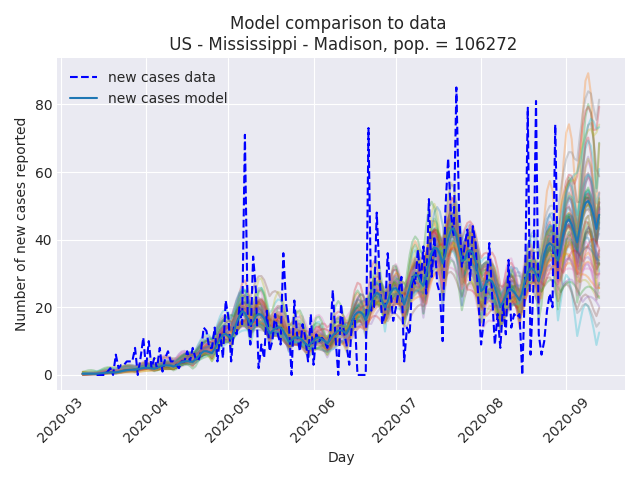 Model comparison to data
US - Mississippi - Madison, pop. = 106272
new cases data
new cases model
Number of new cases reported
80
60
40
20
0
2020-03
2020-04
2020-05
2020-06
2020-07
2020-08
2020-09
Day